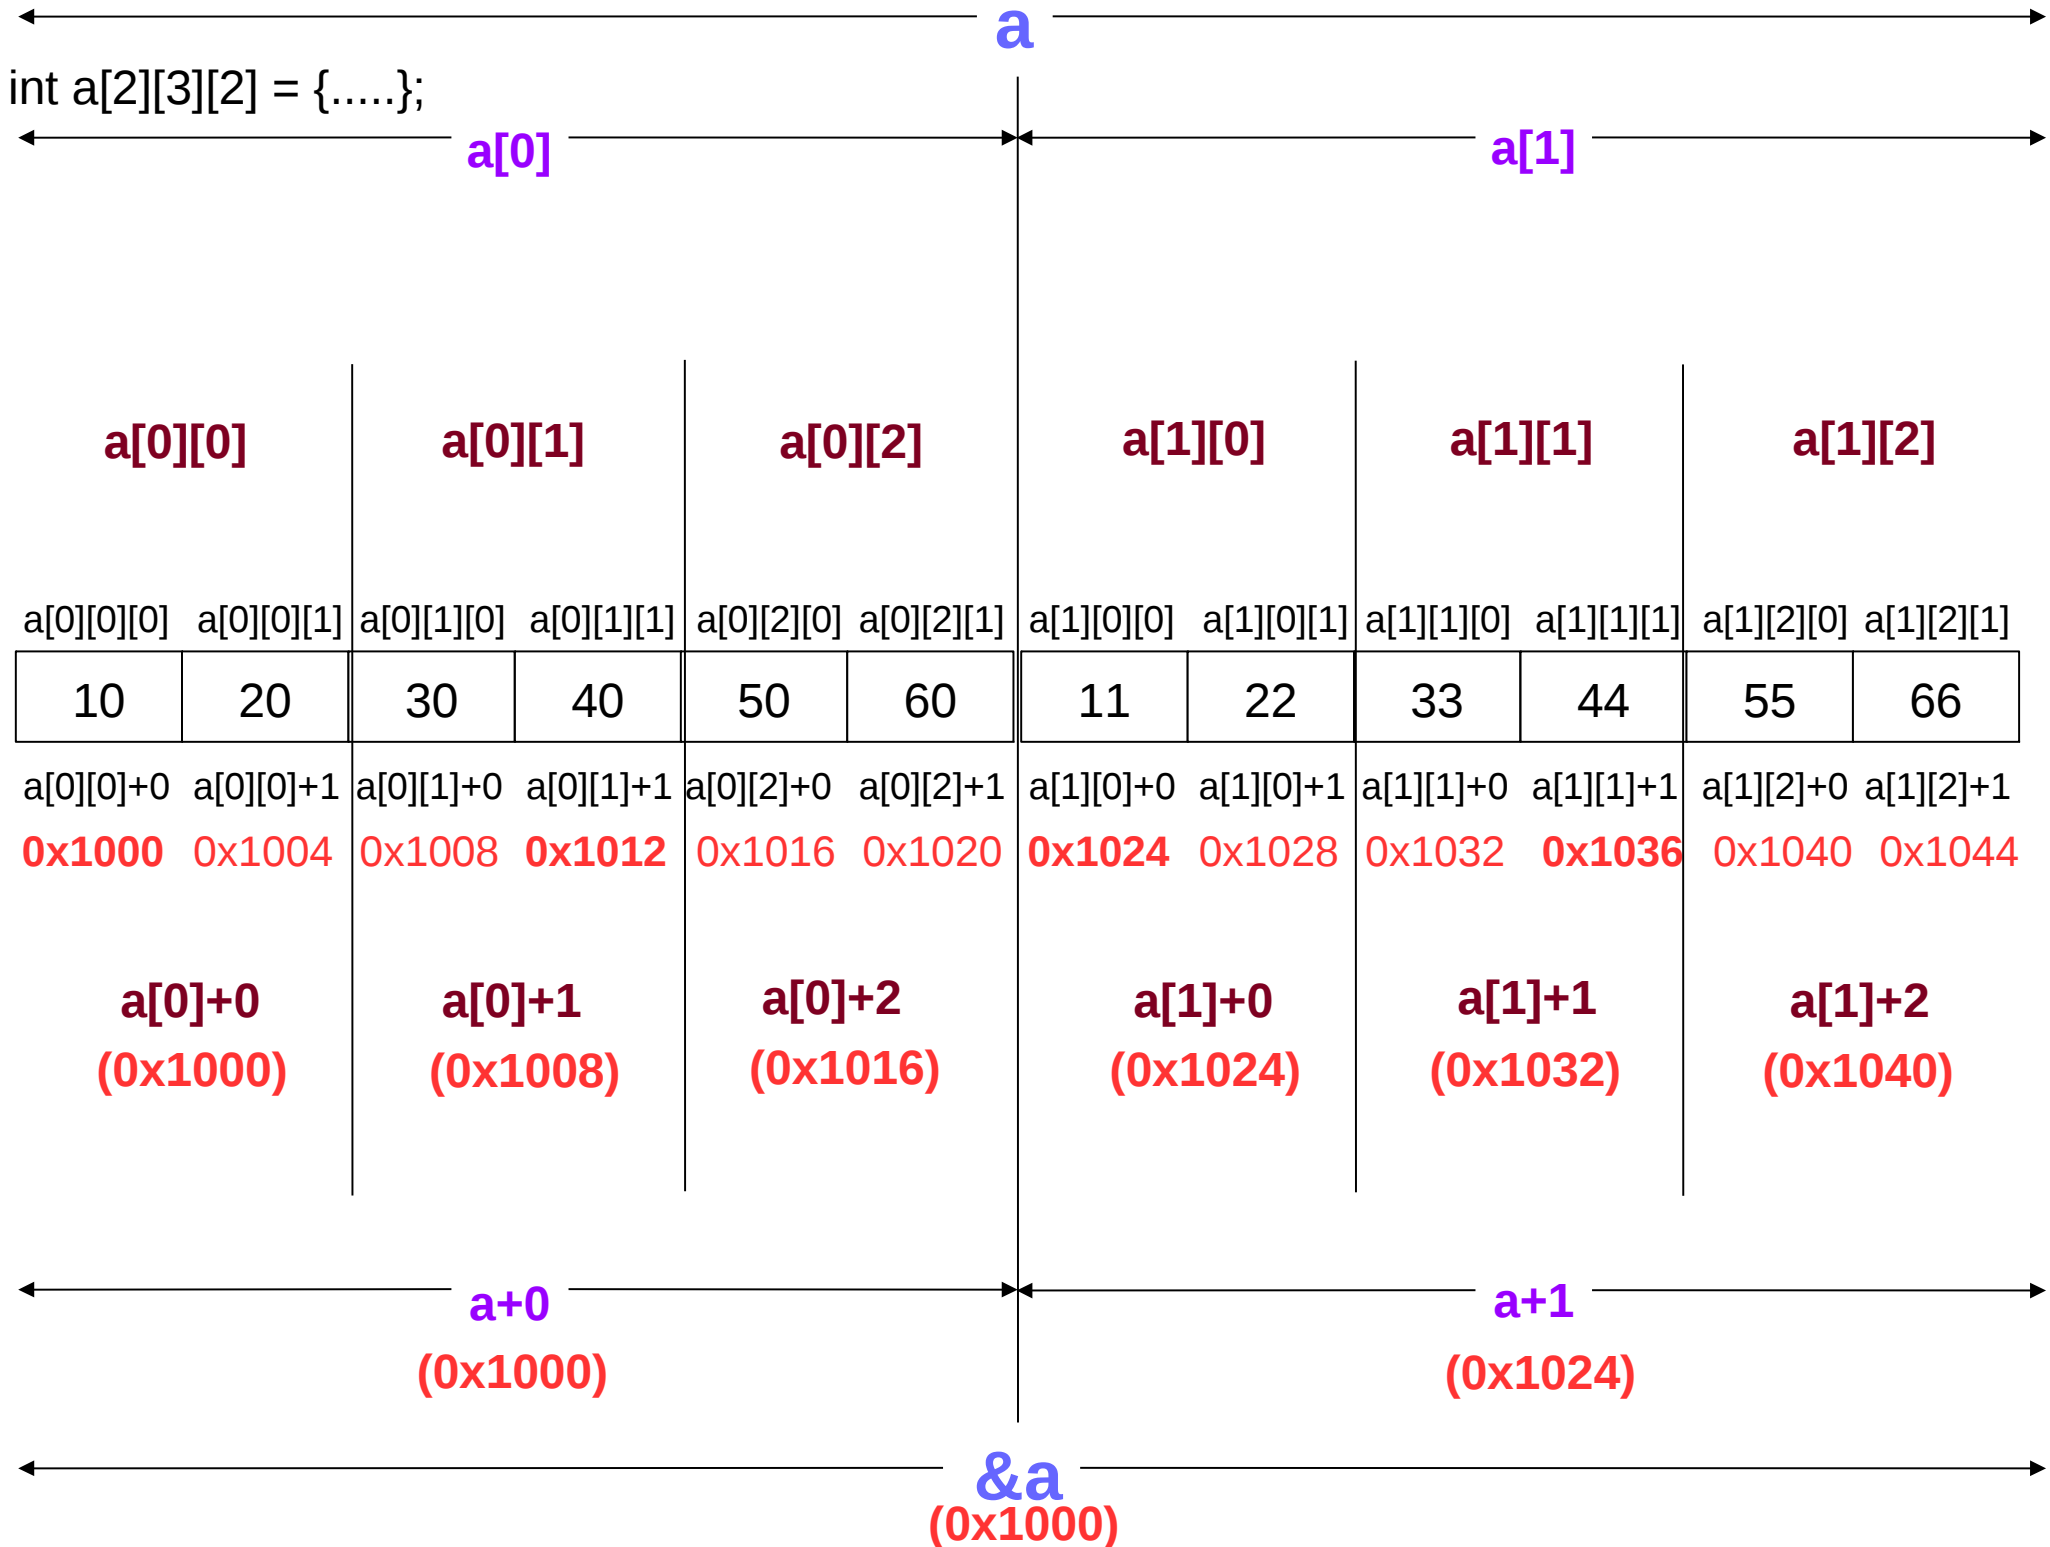 a
int a[2][3][2] = {.....};
a[0] a[1]
a[0][0] a[0][1] a[0][2] a[1][0] a[1][1] a[1][2]
a[0][0][0] a[0][0][1] a[0][1][0] a[0][1][1] a[0][2][0] a[0][2][1] a[1][0][0] a[1][0][1] a[1][1][0] a[1][1][1] a[1][2][0] a[1][2][1]
10 20 30 40 50 60 11 22 33 44 55 66
a[0][0]+0 a[0][0]+1 a[0][1]+0 a[0][1]+1 a[0][2]+0 a[0][2]+1 a[1][0]+0 a[1][0]+1 a[1][1]+0 a[1][1]+1 a[1][2]+0 a[1][2]+1
0x1000 0x1004 0x1008 0x1012 0x1016 0x1020 0x1024 0x1028 0x1032 0x1036 0x1040 0x1044
a[0]+0 a[0]+1 a[0]+2 a[1]+0 a[1]+1 a[1]+2
(0x1000) (0x1008) (0x1016) (0x1024) (0x1032) (0x1040)
a+0 a+1
(0x1000) (0x1024)
&a
(0x1000)